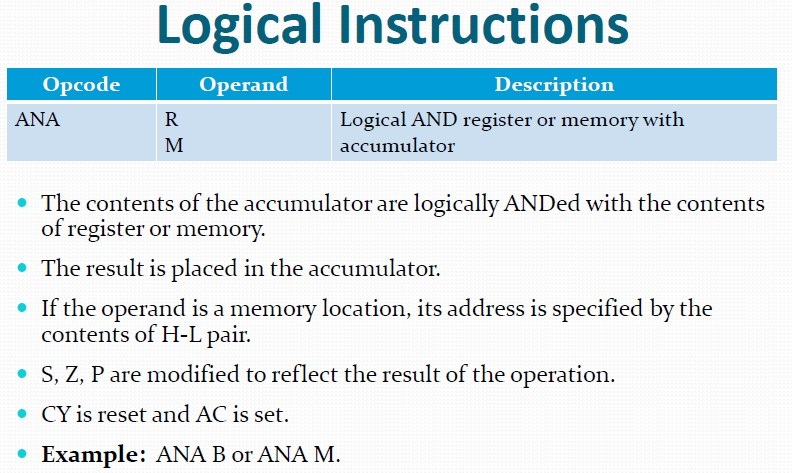 Logical Instructions
Opcode Operand Description
ANA R Logical AND register or memory with
M accumulator
• The contents of the accumulator are logically ANDed with the contents
of register or memory.
• The result is placed in the accumulator.
• If the operand is a memory location, its address is specified by the
contents of H-L pair.
• S, Z, P are modified to reflect the result of the operation.
• CY is reset and AC is set.
• Example: ANA B or ANA M.